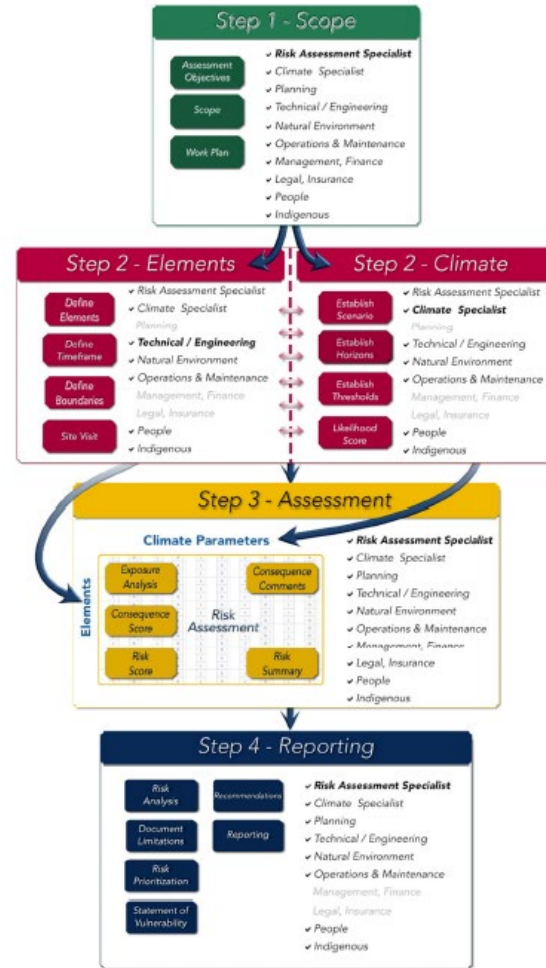 Step 1 - Scope
Assessment
Objectives
Scope
Work Plan
✓ Risk Assessment Specialist
✓ Climate Specialist
✓ Planning
✓ Technical / Engineering
✓ Natural Environment
✓ Operations & Maintenance
✓ Management, Finance
✓ Legal, Insurance
✓ People
✓ Indigenous
Step 2 - Elements
Define
Elements
Define
Timeframe
Define
Boundaries
Site Visit
✓ Risk Assessment Specialist
✓ Climate Specialist
Planning
✓ Technical / Engineering
✓ Natural Environment
✓ Operations & Maintenance
Management, Finance
Legal, Insurance
✓ People
✓ Indigenous
Step 2 - Climate
Establish
Scenario
Establish
Horizons
Establish
Thresholds
Likelihood
Score
✓ Risk Assessment Specialist
✓ Climate Specialist
Planning
✓ Technical / Engineering
✓ Natural Environment
✓ Operations & Maintenance
Management, Finance
Legal, Insurance
✓ People
✓ Indigenous
Step 3 - Assessment
Climate Parameters
Elements
Exposure
Analysis
Consequence
Comments
Consequence
Score
Risk
Assessment
Risk
Score
Risk
Summary
✓ Risk Assessment Specialist
✓ Climate Specialist
✓ Planning
✓ Technical / Engineering
✓ Natural Environment
✓ Operations & Maintenance
✓ Management, Finance
✓ Legal, Insurance
✓ People
✓ Indigenous
Step 4 - Reporting
Risk
Analysis
Recommendations
Document
Limitations
Reporting
Risk
Prioritization
Statement of
Vulnerability
✓ Risk Assessment Specialist
✓ Climate Specialist
✓ Planning
✓ Technical / Engineering
✓ Natural Environment
✓ Operations & Maintenance
Management, Finance
Legal, Insurance
✓ People
✓ Indigenous